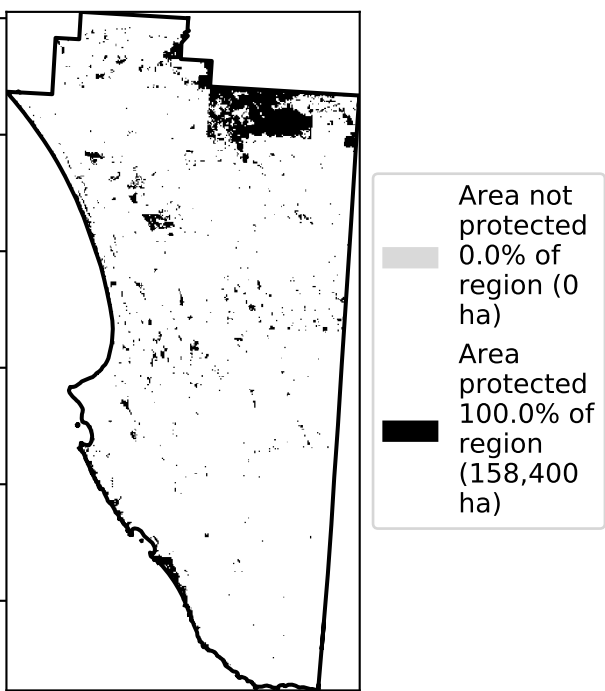 Area not
protected
0.0% of
region (0
ha)
Area
protected
100.0% of
region
(158,400
ha)